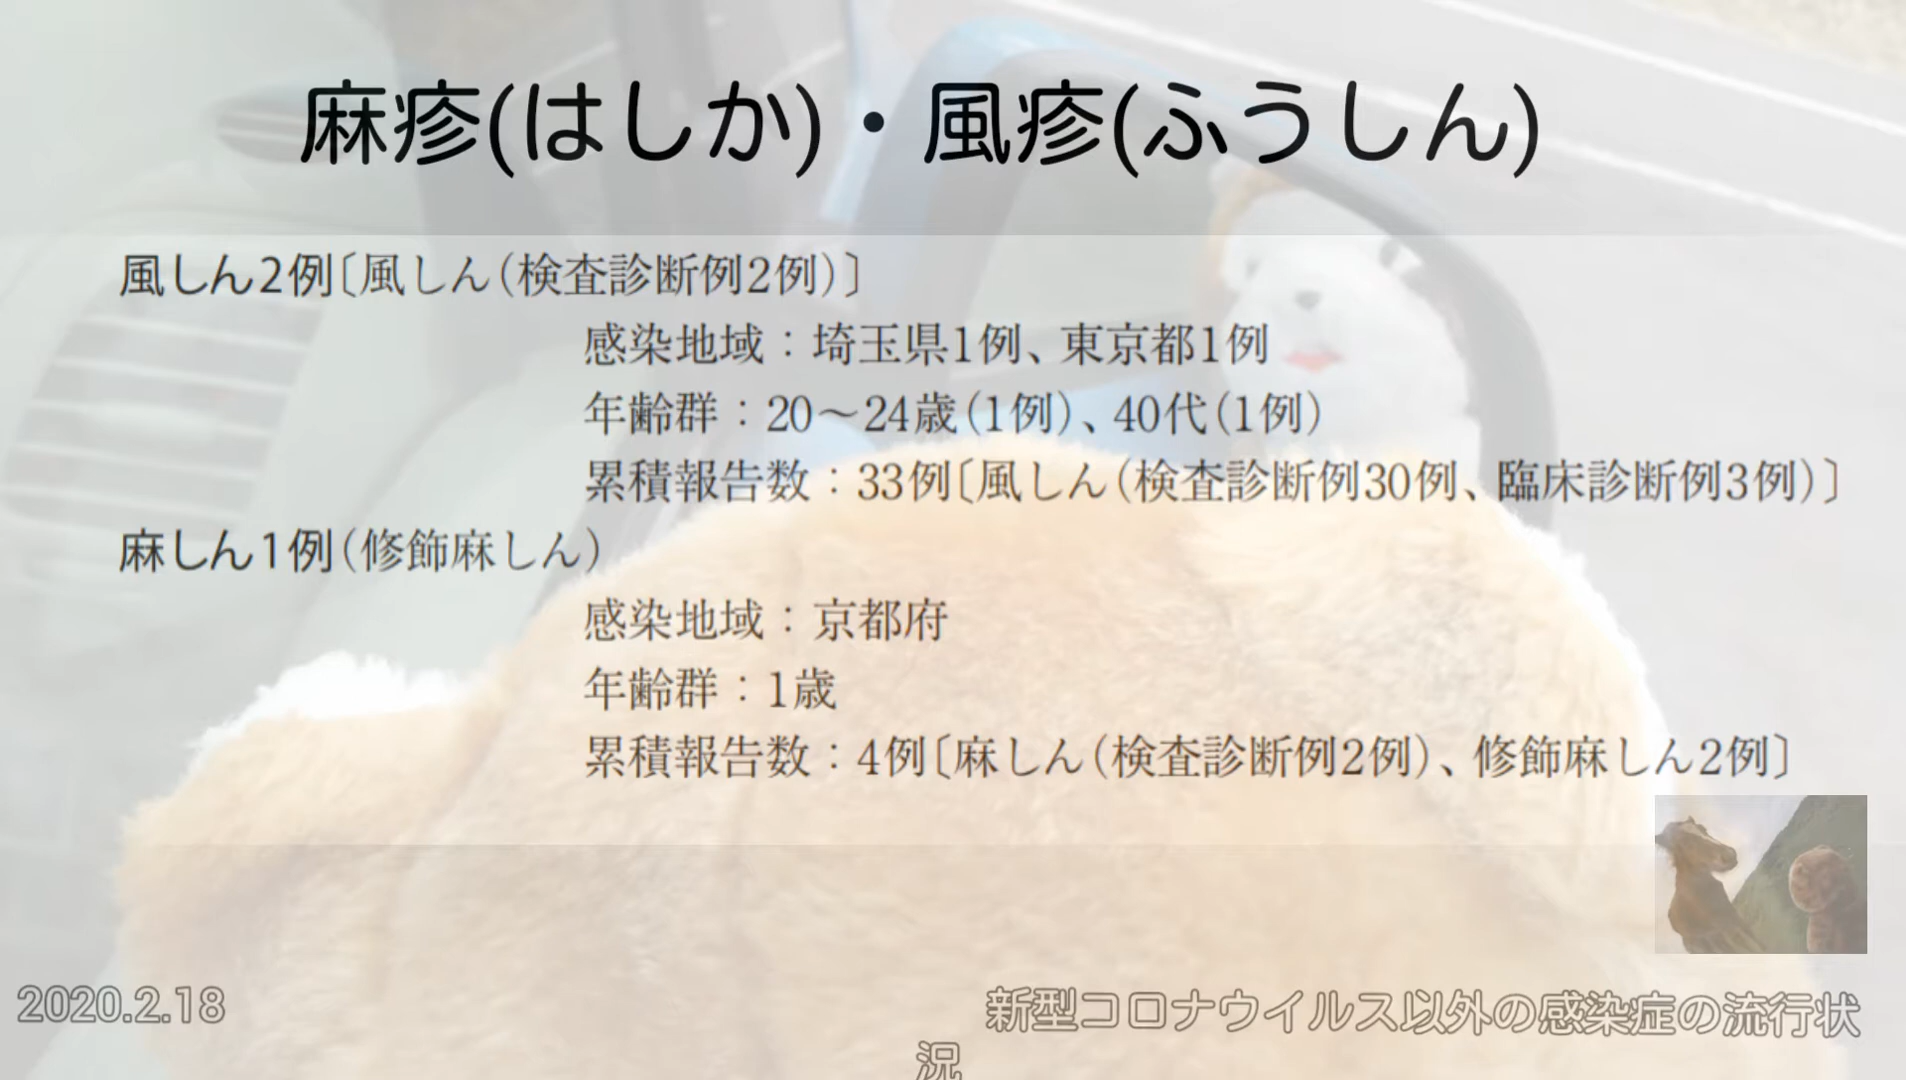 麻疹(はしか)・風疹(ふうしん)
風しん2例〔風しん(検査診断例2例)〕
感染地域：埼玉県1例、東京都1例
年齢群：20〜24歳(1例)、40代(1例)
累積報告数：33例〔風しん(検査診断例30例、臨床診断例3例)〕
麻しん1例(修飾麻しん)
感染地域：京都府
年齢群：1歳
累積報告数：4例〔麻しん(検査診断例2例)、修飾麻しん2例〕
2020.2.18
新型コロナウイルス以外の感染症の流行状
況